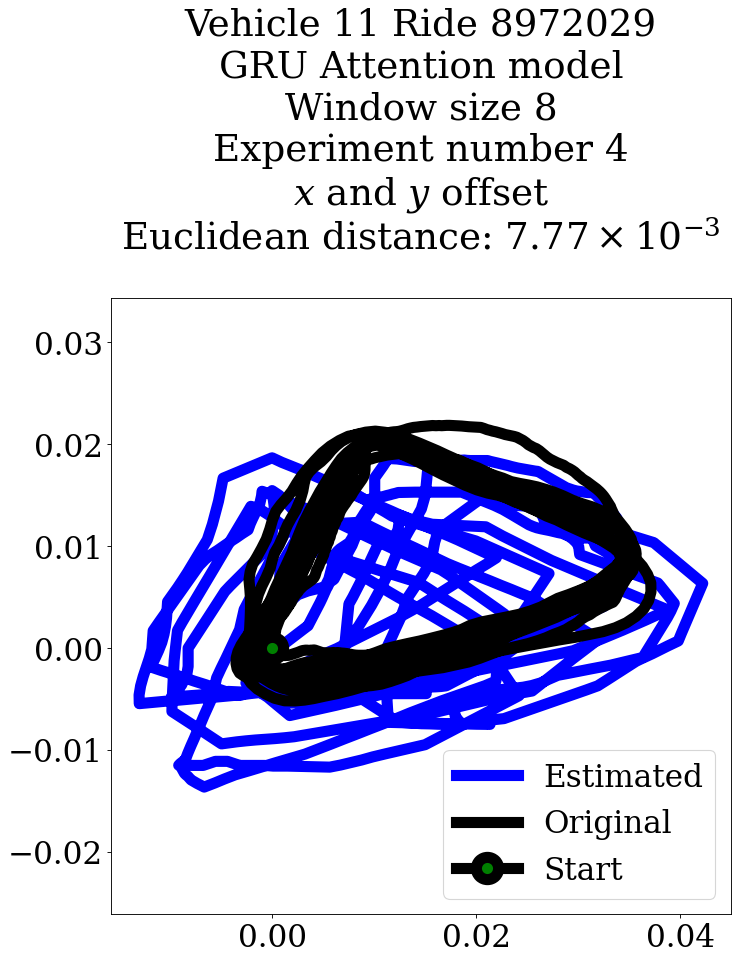 Vehicle 11 Ride 8972029
GRU Attention model
Window size 8
Experiment number 4
x and y offset
Euclidean distance: 7.77 × 10⁻³
0.03
0.02
0.01
0.00
−0.01
−0.02
Estimated
Original
Start
0.00 0.02 0.04